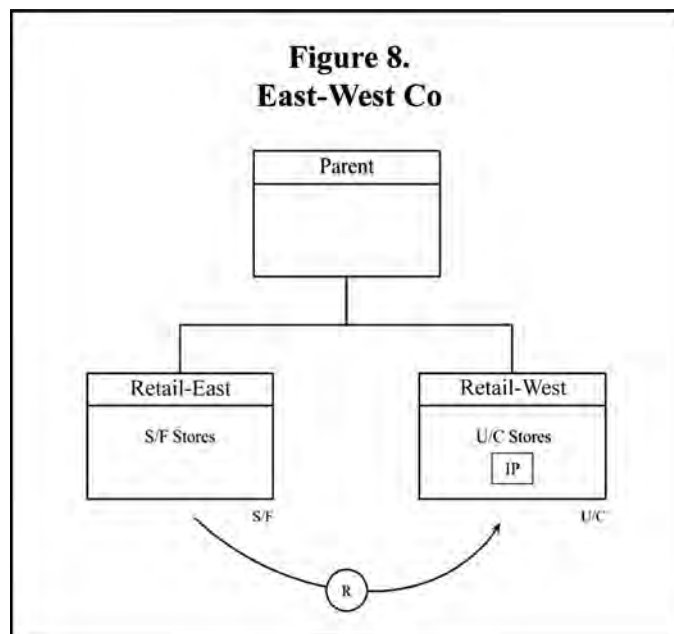 Figure 8.
East-West Co
Parent
Retail-East
Retail-West
S/F Stores
U/C Stores
IP
S/F
U/C
R